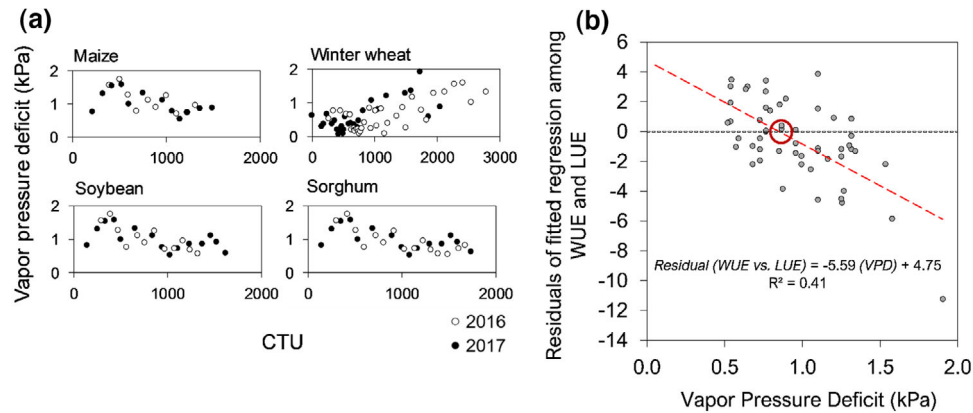 (a)
Vapor pressure deficit (kPa)
Maize
2
1
0
0 1000 2000
Winter wheat
2
1
0
0 1000 2000 3000
Soybean
2
1
0
0 1000 2000
Sorghum
2
1
0
0 1000 2000
CTU
2016
2017
(b)
Residuals of fitted regression among
WUE and LUE
6
4
2
0
-2
-4
-6
-8
-10
-12
-14
Residual (WUE vs. LUE) = -5.59 (VPD) + 4.75
R² = 0.41
0.0 0.5 1.0 1.5 2.0
Vapor Pressure Deficit (kPa)